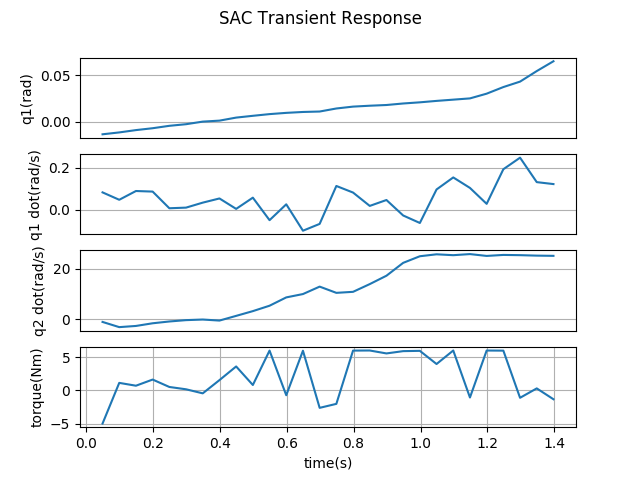 SAC Transient Response
q1(rad)
0.05
0.00
q1 dot(rad/s)
0.2
0.0
q2 dot(rad/s)
20
0
torque(Nm)
5
0
−5
0.0 0.2 0.4 0.6 0.8 1.0 1.2 1.4
time(s)